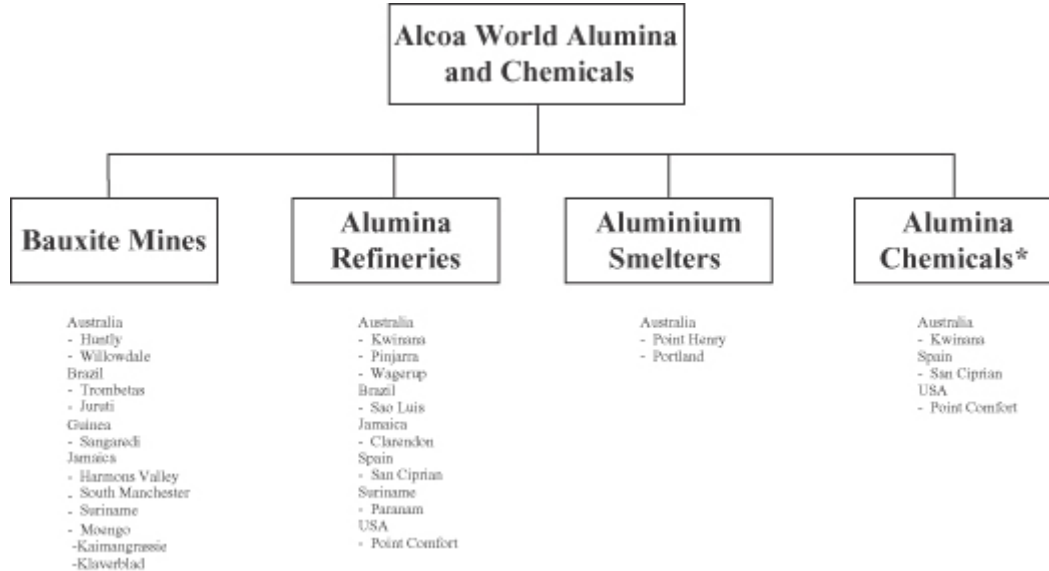 Alcoa World Alumina
and Chemicals
Bauxite Mines
Australia
- Huntly
- Willowdale
Brazil
- Trombetas
- Juruti
Guinea
- Sangaredi
Jamaica
- Harmons Valley
- South Manchester
- Suriname
- Moengo
-Kaimangrassie
-Klaverblad
Alumina
Refineries
Australia
- Kwinana
- Pinjarra
- Wagerup
Brazil
- Sao Luis
Jamaica
- Clarendon
Spain
- San Ciprian
Suriname
- Paranam
USA
- Point Comfort
Aluminium
Smelters
Australia
- Point Henry
- Portland
Alumina
Chemicals*
Australia
- Kwinana
Spain
- San Ciprian
USA
- Point Comfort